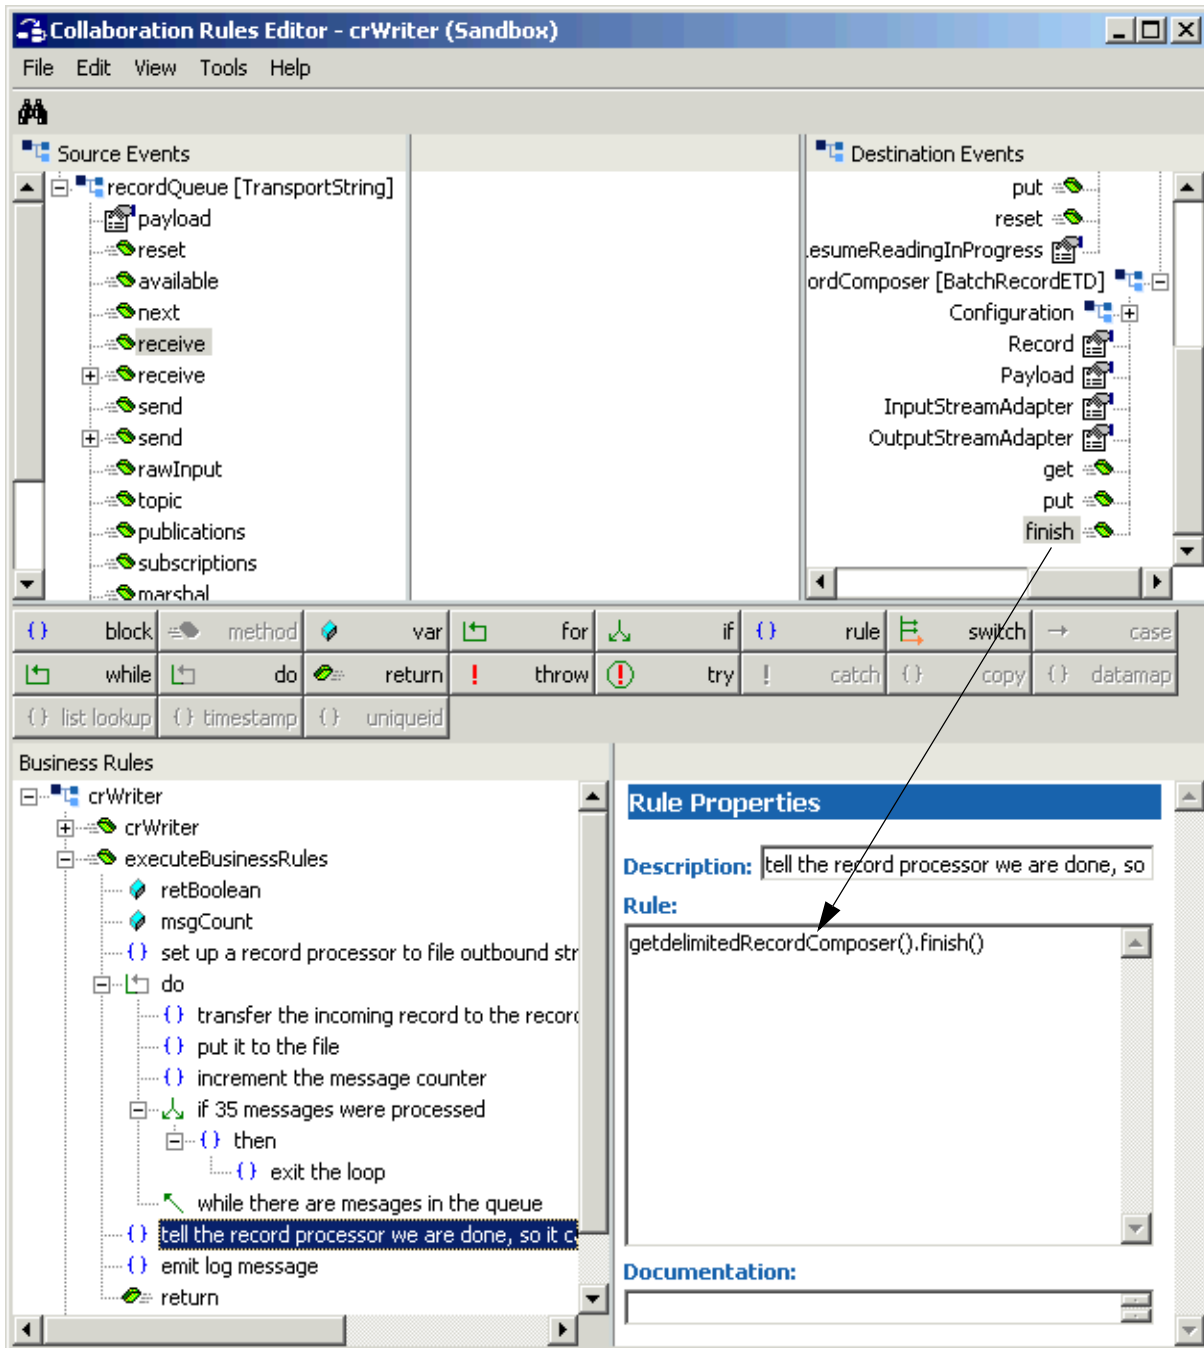 Collaboration Rules Editor - crWriter (Sandbox)
File Edit View Tools Help
Source Events
recordQueue [TransportString]
payload
reset
available
next
receive
receive
send
send
rawInput
topic
publications
subscriptions
marshal
Destination Events
put
reset
esumeReadingInProgress
ordComposer [BatchRecordETD]
Configuration
Record
Payload
InputStreamAdapter
OutputStreamAdapter
get
put
finish
block method var for if rule switch case
while do return throw try catch copy datamap
list lookup timestamp uniqueid
Business Rules
crWriter
crWriter
executeBusinessRules
retBoolean
msgCount
set up a record processor to file outbound str
do
transfer the incoming record to the record
put it to the file
increment the message counter
if 35 messages were processed
then
exit the loop
while there are mesages in the queue
tell the record processor we are done, so it c
emit log message
return
Rule Properties
Description: tell the record processor we are done, so
Rule:
getdelimitedRecordComposer().finish()
Documentation: